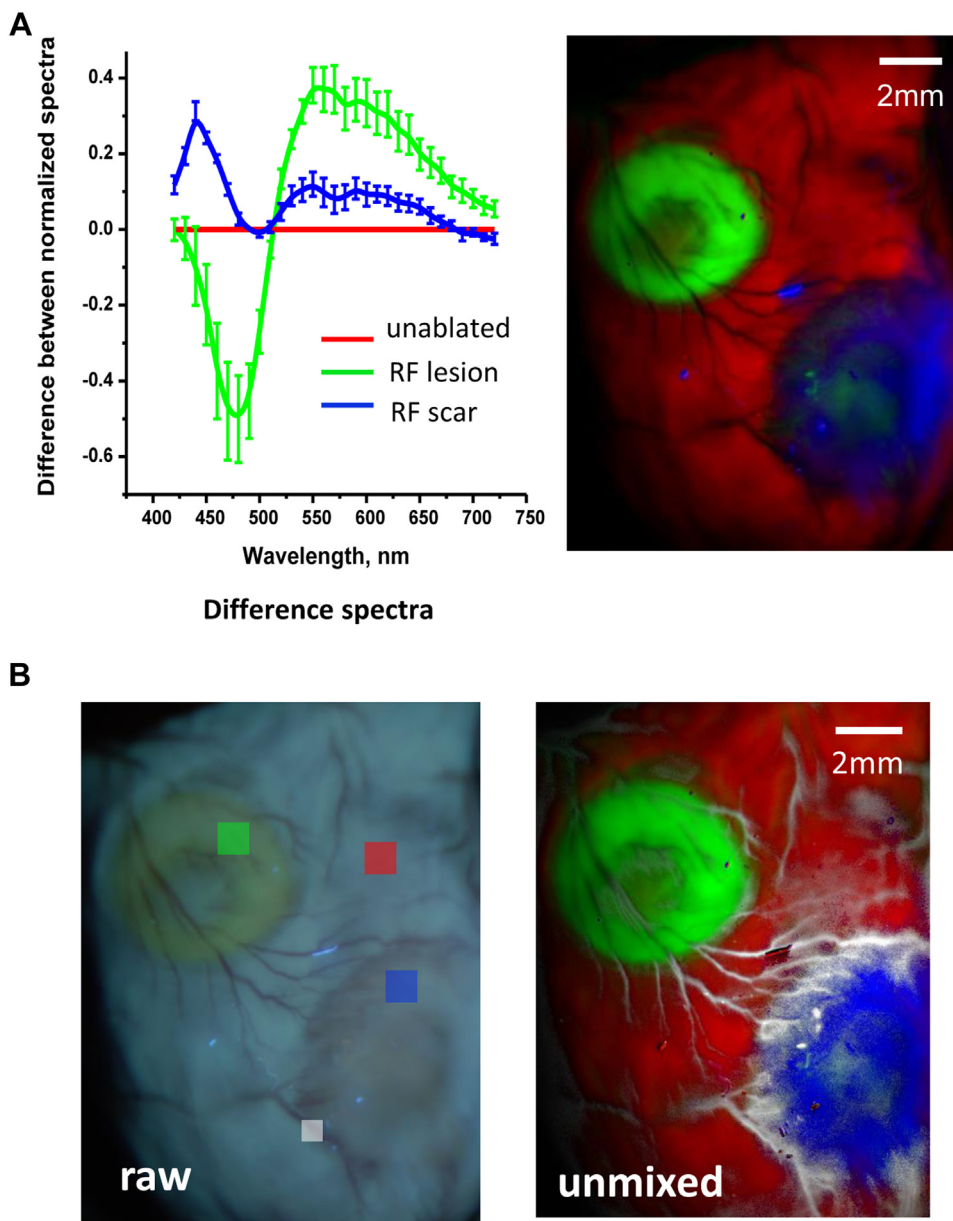 A
Difference between normalized spectra
0.4
0.2
0.0
-0.2
-0.4
-0.6
unablated
RF lesion
RF scar
400 450 500 550 600 650 700 750
Wavelength, nm
Difference spectra
2mm
B
raw
2mm
unmixed